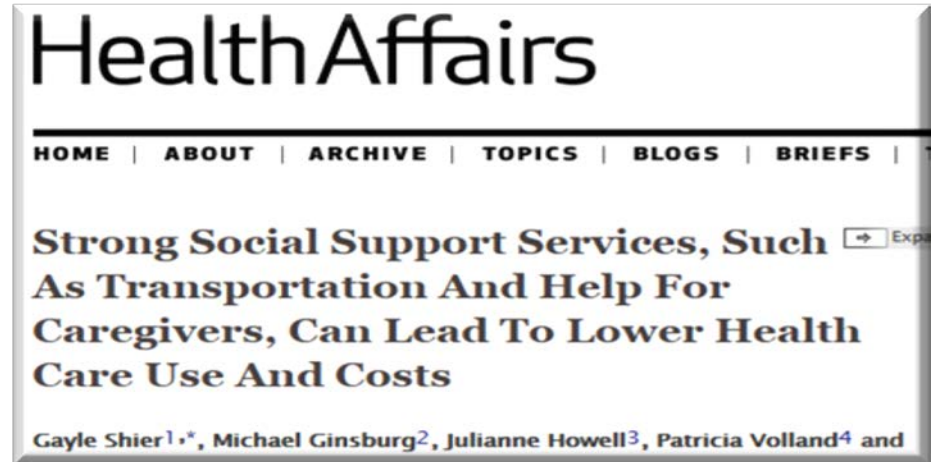 HealthAffairs
HOME | ABOUT | ARCHIVE | TOPICS | BLOGS | BRIEFS |
Strong Social Support Services, Such
As Transportation And Help For
Caregivers, Can Lead To Lower Health
Care Use And Costs
Gayle Shier1,*, Michael Ginsburg2, Julianne Howell3, Patricia Volland4 and